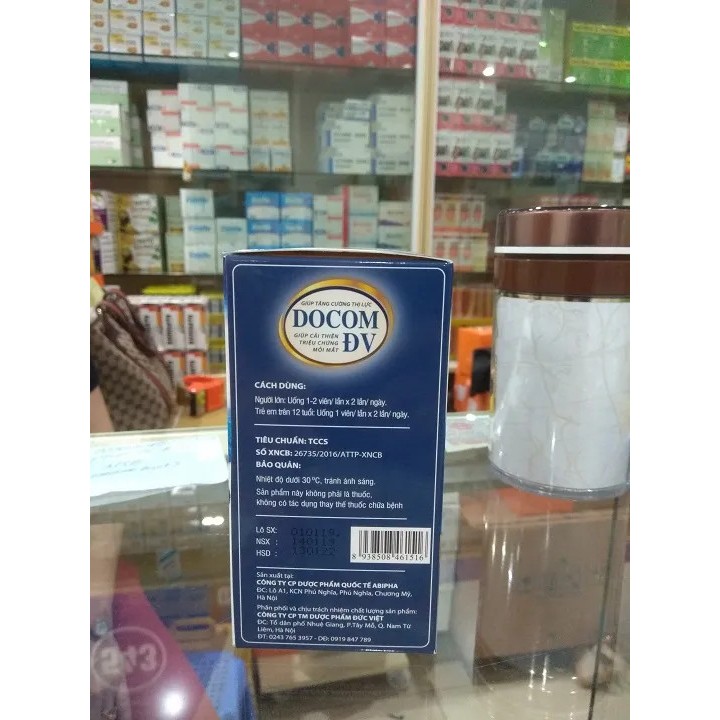 GIÚP TĂNG CƯỜNG THỊ LỰC
DOCOM
GIÚP CẢI THIỆN
TRIỆU CHỨNG
MỎI MẮT
ĐV
CÁCH DÙNG:
Người lớn: Uống 1-2 viên/ lần x 2 lần/ ngày.
Trẻ em trên 12 tuổi: Uống 1 viên/ lần x 2 lần/ ngày.
TIÊU CHUẨN: TCCS
SỐ XNCB: 26735/2016/ATTP-XNCB
BẢO QUẢN:
Nhiệt độ dưới 30ºC, tránh ánh sáng.
Sản phẩm này không phải là thuốc,
không có tác dụng thay thế thuốc chữa bệnh
Lô SX: 010119.
NSX : 140119
HSD : 130122
8 938508 461516
Sản xuất tại:
CÔNG TY CP DƯỢC PHẨM QUỐC TẾ ABIPHA
ĐC: Lô A1, KCN Phú Nghĩa, Phú Nghĩa, Chương Mỹ,
Hà Nội
Phân phối và chịu trách nhiệm chất lượng sản phẩm:
CÔNG TY CP TM DƯỢC PHẨM ĐỨC VIỆT
ĐC: Tổ dân phố Nhuệ Giang, P.Tây Mỗ, Q. Nam Từ
Liêm, Hà Nội
ĐT: 0243 765 3957 - DĐ: 0919 847 789
213